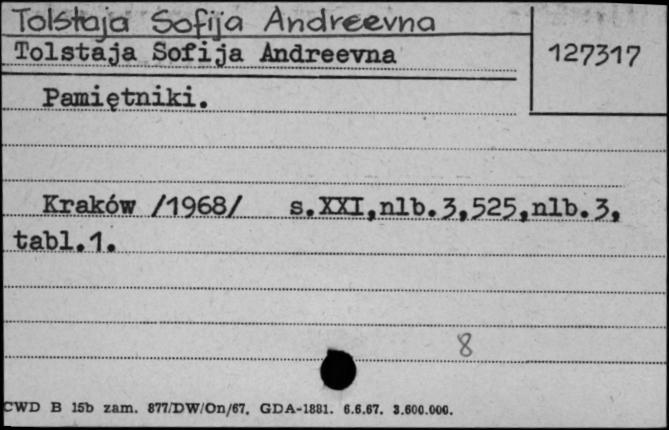 Tolstaja Sofija Andreevna
Tolstaja Sofija Andreevna
127317
Pamiętniki.
Kraków /1968/ s.XXI,nlb.3,525,nlb.3,
tabl.1.
8
CWD B 15b zam. 877/DW/On/67. GDA-1881. 6.6.67. 3.600.000.